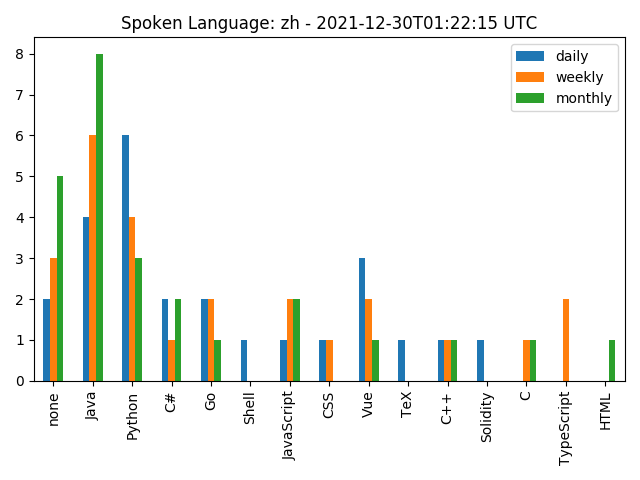 Spoken Language: zh - 2021-12-30T01:22:15 UTC
daily
weekly
monthly
8
7
6
5
4
3
2
1
0
none
Java
Python
C#
Go
Shell
JavaScript
CSS
Vue
TeX
C++
Solidity
C
TypeScript
HTML